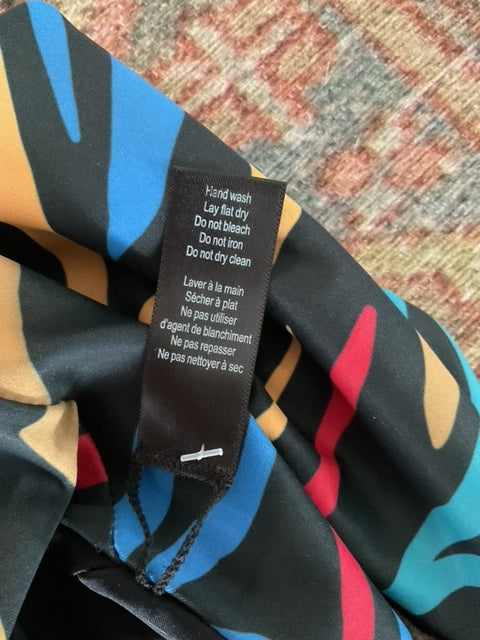 Hand wash
Lay flat dry
Do not bleach
Do not iron
Do not dry clean
Laver à la main
Sécher à plat
Ne pas utiliser
d'agent de blanchiment
Ne pas repasser
Ne pas nettoyer à sec